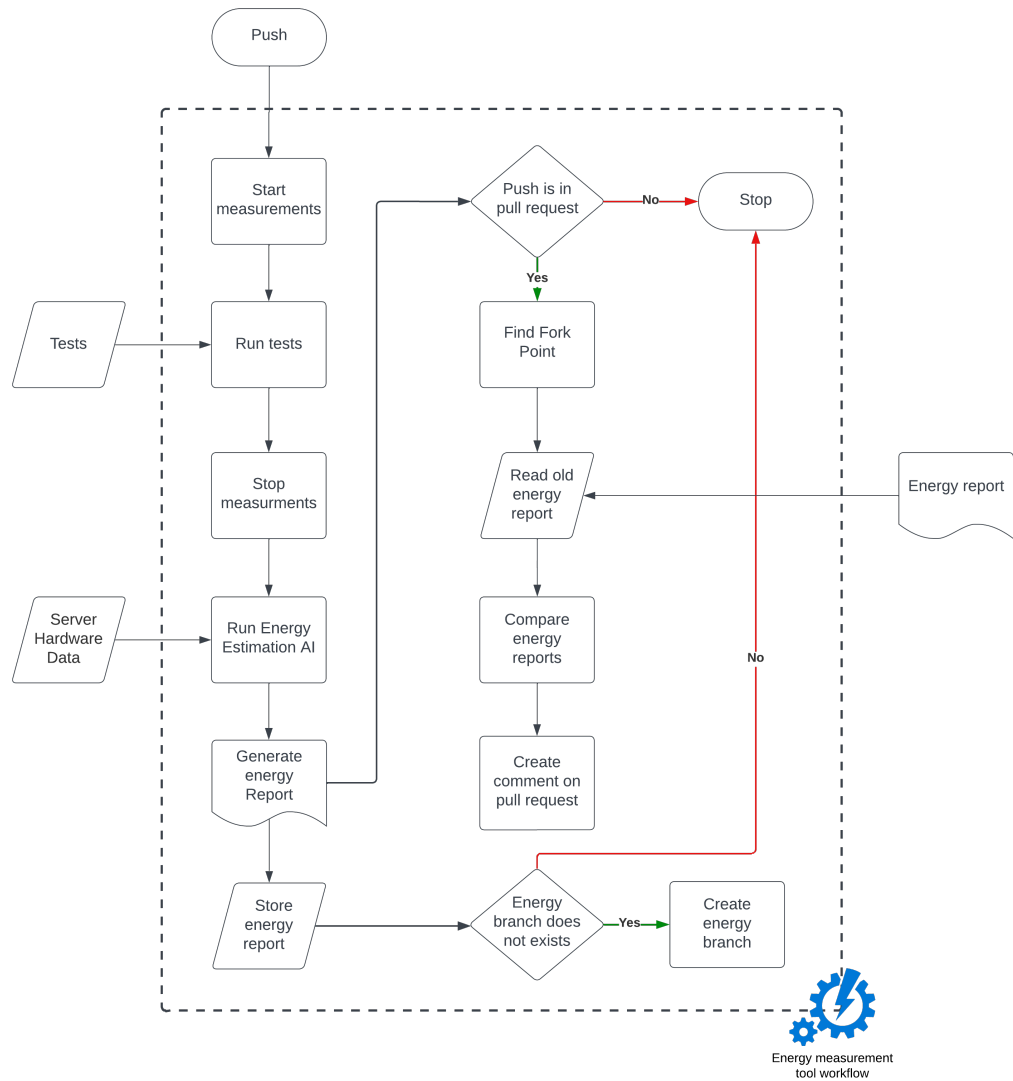 Push
Start
measurements
Push is in
pull request
No
Stop
Yes
Tests
Run tests
Find Fork
Point
Stop
measurments
Read old
energy
report
Energy report
Server
Hardware
Data
Run Energy
Estimation AI
Compare
energy
reports
No
Generate
energy
Report
Create
comment on
pull request
Store
energy
report
Energy
branch does
not exists
Yes
Create
energy
branch
Energy measurement
tool workflow